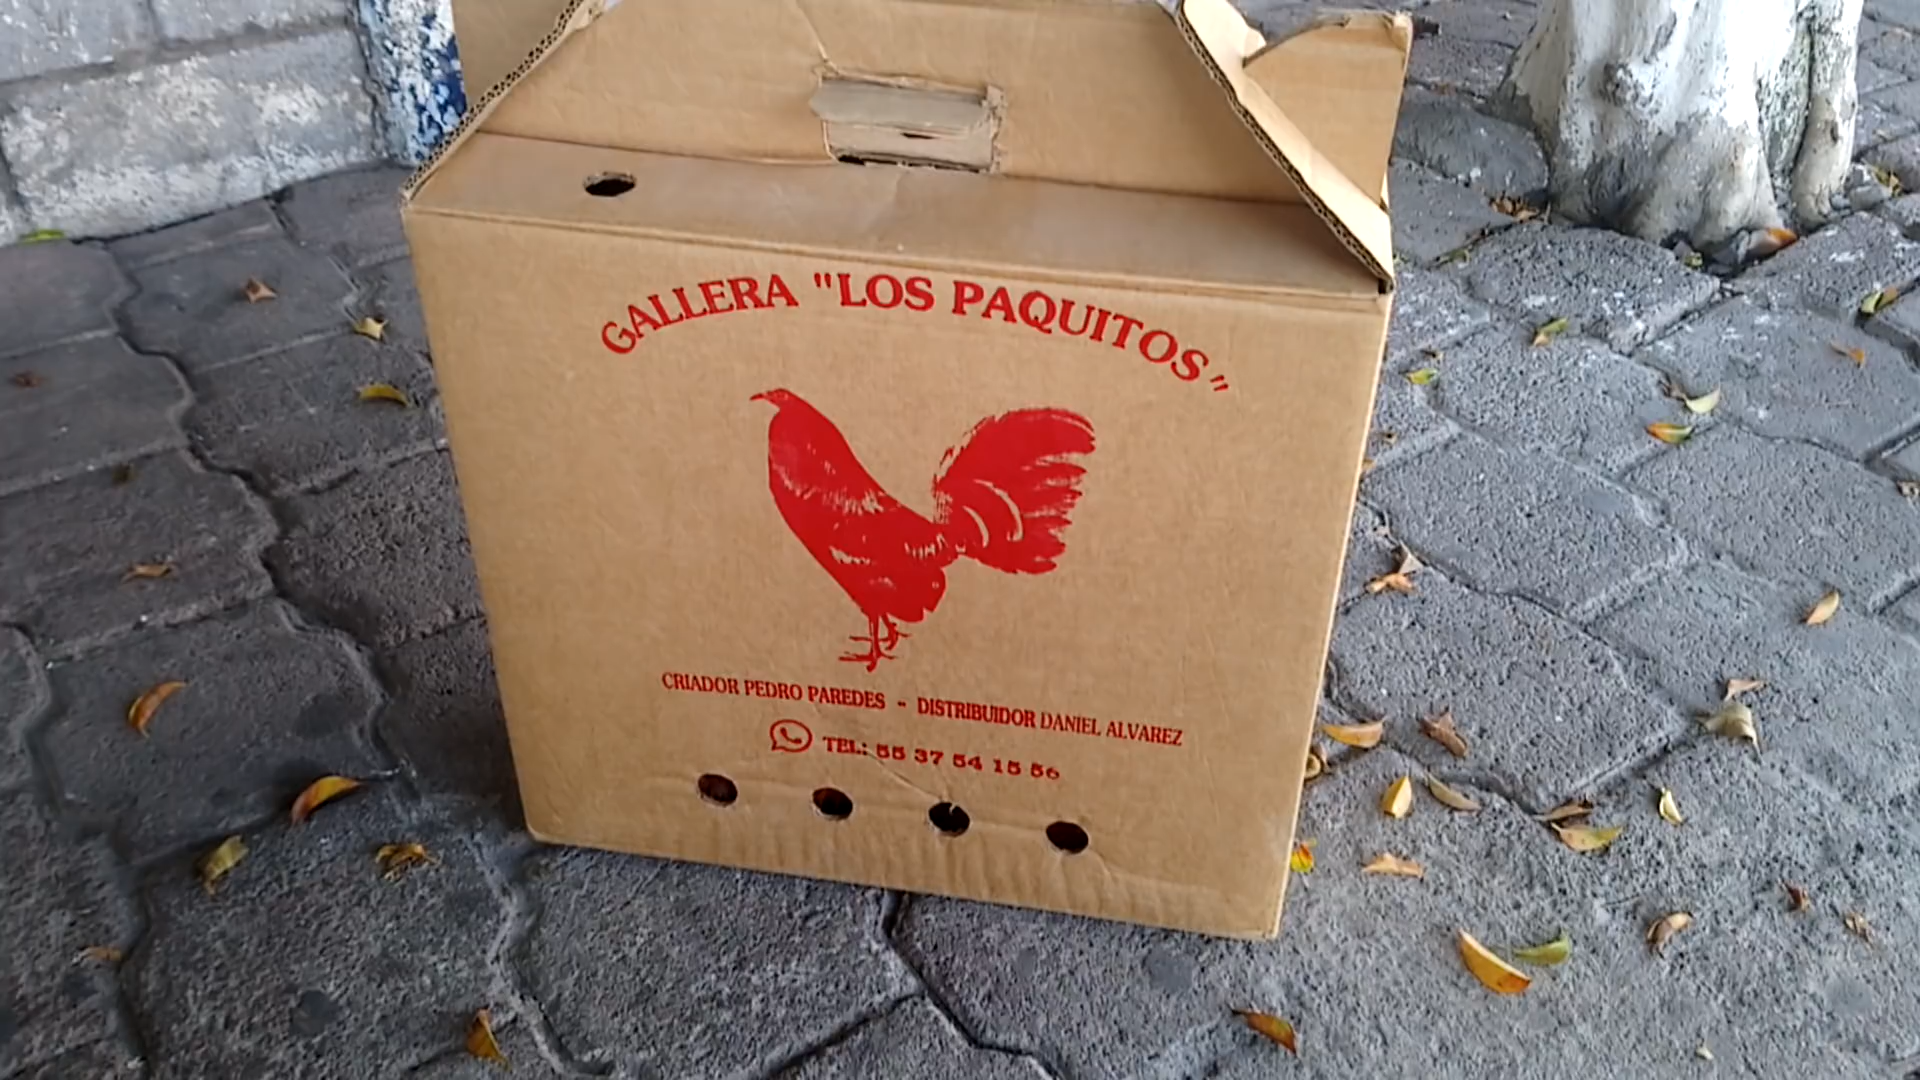 GALLERA "LOS PAQUITOS"
CRIADOR PEDRO PAREDES - DISTRIBUIDOR DANIEL ALVAREZ
TEL: 55 37 54 15 56